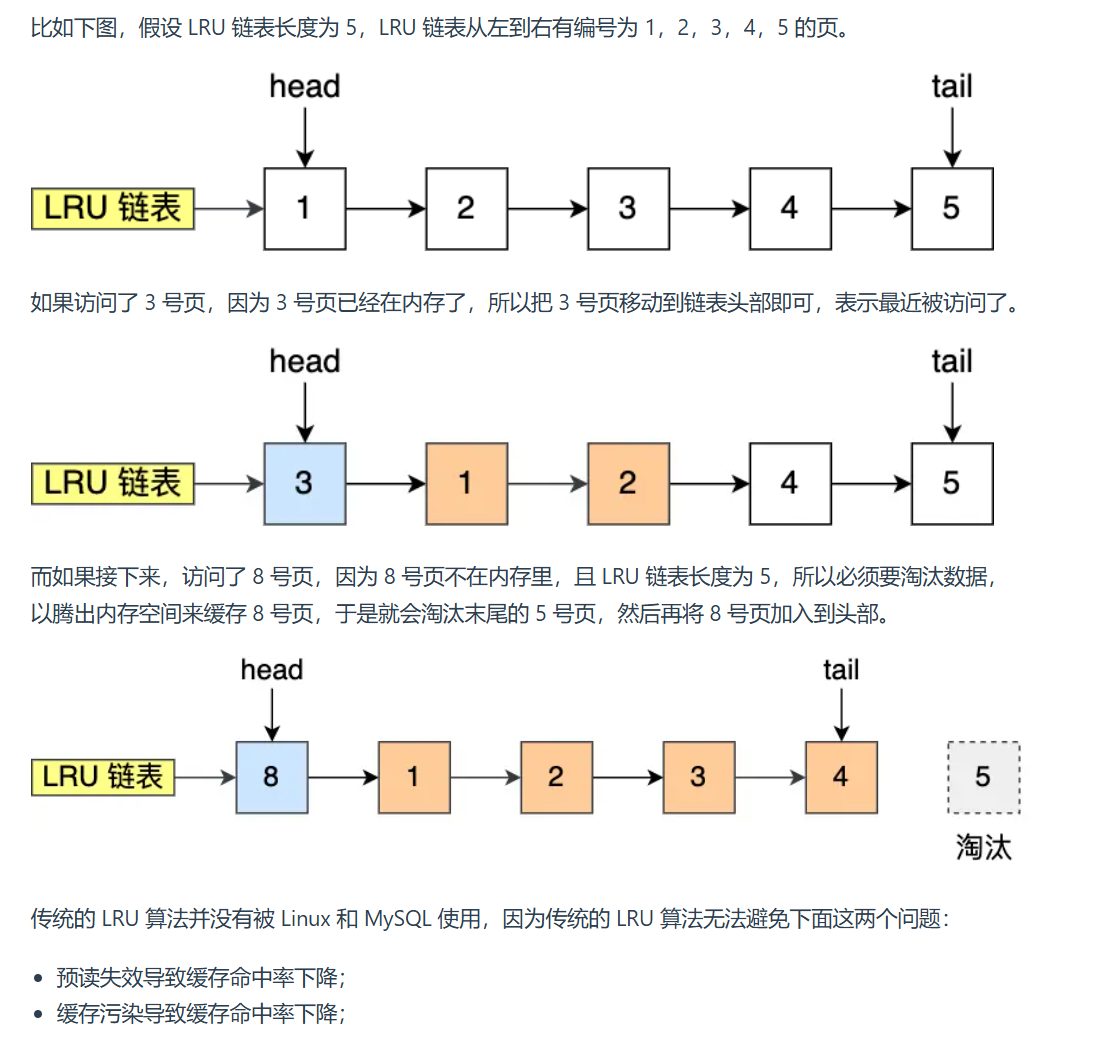 比如下图，假设 LRU 链表长度为 5，LRU 链表从左到右有编号为 1，2，3，4，5 的页。
head tail
LRU 链表 1 2 3 4 5
如果访问了 3 号页，因为 3 号页已经在内存了，所以把 3 号页移动到链表头部即可，表示最近被访问了。
head tail
LRU 链表 3 1 2 4 5
而如果接下来，访问了 8 号页，因为 8 号页不在内存里，且 LRU 链表长度为 5，所以必须要淘汰数据，
以腾出内存空间来缓存 8 号页，于是就会淘汰末尾的 5 号页，然后再将 8 号页加入到头部。
head tail
LRU 链表 8 1 2 3 4 5
淘汰
传统的 LRU 算法并没有被 Linux 和 MySQL 使用，因为传统的 LRU 算法无法避免下面这两个问题：
• 预读失效导致缓存命中率下降；
• 缓存污染导致缓存命中率下降；